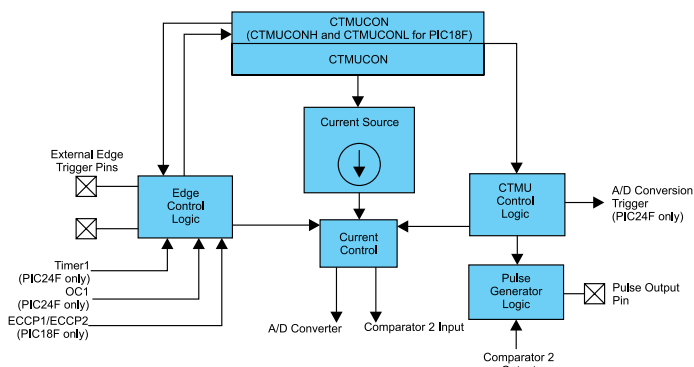 CTMUCON
(CTMUCONH and CTMUCONL for PIC18F)
CTMUCON
Current Source
External Edge
Trigger Pins
Edge
Control
Logic
CTMU
Control
Logic
A/D Conversion
Trigger
(PIC24F only)
Current
Control
Timer1
(PIC24F only)
OC1
(PIC24F only)
ECCP1/ECCP2
(PIC18F only)
Pulse
Generator
Logic
Pulse Output
Pin
A/D Converter
Comparator 2 Input
Comparator 2